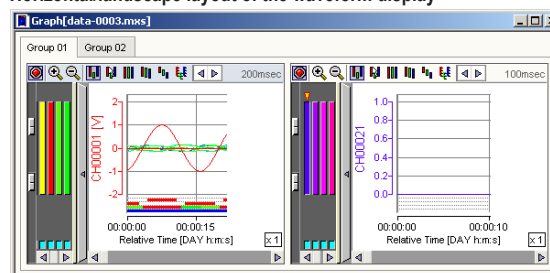 Horizontal/landscape layout of the waveform display
Graph[data-0003.mxs]
Group 01 Group 02
200msec
2
1
0
-1
-2
CH00001 [V]
00:00:00 00:00:15
Relative Time [DAY h:m:s]
x 1
100msec
1.0
0.8
0.6
0.4
0.2
0.0
CH00021
00:00:00 00:00:10
Relative Time [DAY h:m:s]
x 1